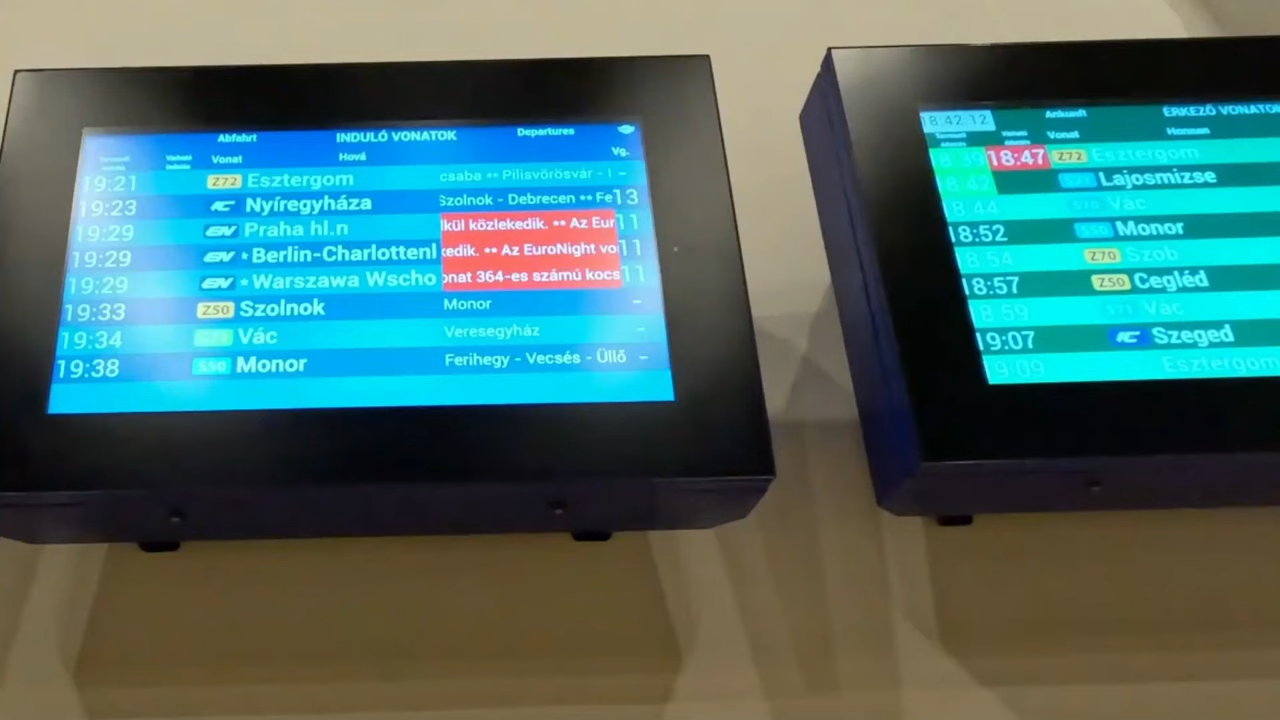 Abfahrt INDULÓ VONATOK Departures
Vonat Hová Vg.
19:21 Z72 Esztergom csaba •• Pilisvörösvár - –
19:23 IC Nyíregyháza Szolnok - Debrecen •• Fe 13
19:29 EN Praha hl.n lkül közlekedik. •• Az Eur 11
19:29 EN *Berlin-Charlottenl kedik. •• Az EuroNight vo 11
19:29 EN *Warszawa Wscho onat 364-es számú kocs 11
19:33 Z50 Szolnok Monor –
19:34 Vác Veresegyház –
19:38 S50 Monor Ferihegy - Vecsés - Üllő –
18:42:12 Ankunft ÉRKEZŐ VONATOK
Vonat Honnan
18:47 Z72 Esztergom
18:42 Lajosmizse
18:44 Vác
18:52 S50 Monor
18:54 Z70 Szob
18:57 Z50 Cegléd
18:59 S71 Vác
19:07 IC Szeged
19:09 Esztergom